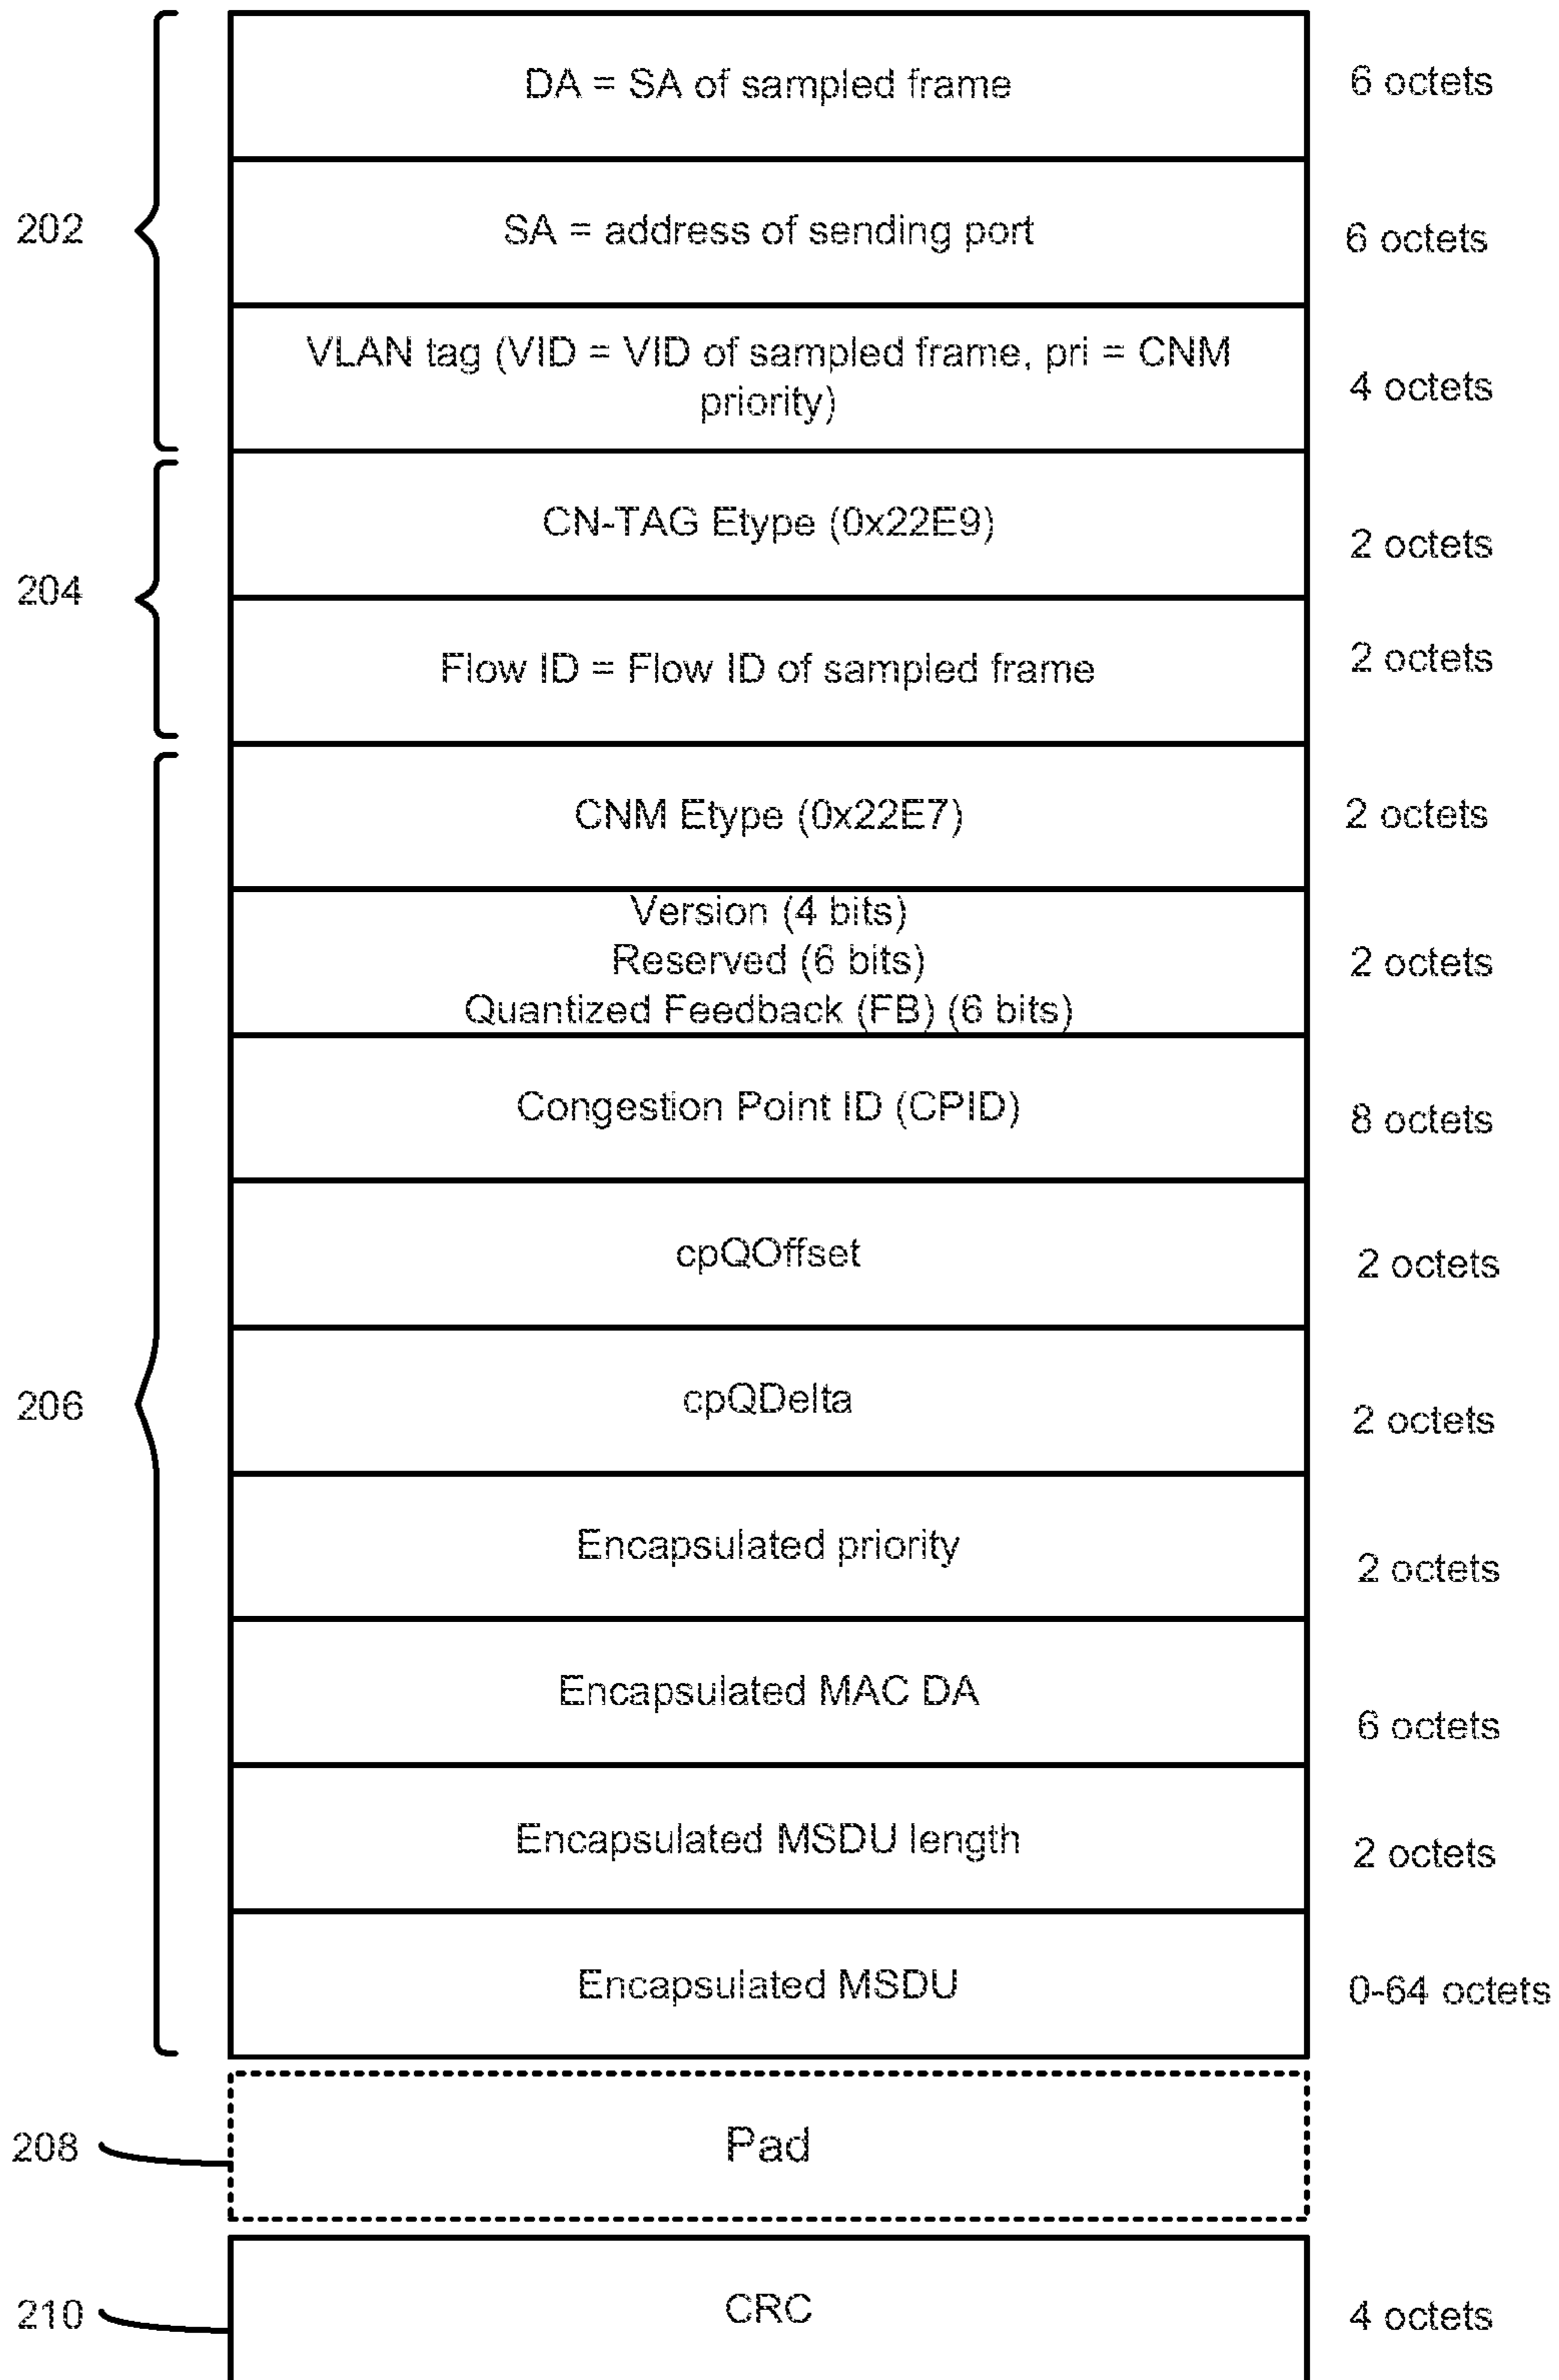 DA = SA of sampled frame
6 octets
202
SA = address of sending port
6 octets
VLAN tag (VID = VID of sampled frame, pri = CNM
priority)
4 octets
CN-TAG Etype (0x22E9)
2 octets
204
Flow ID = Flow ID of sampled frame
2 octets
CNM Etype (0x22E7)
2 octets
Version (4 bits)
Reserved (6 bits)
Quantized Feedback (FB) (6 bits)
2 octets
Congestion Point ID (CPID)
8 octets
cpQOffset
2 octets
206
cpQDelta
2 octets
Encapsulated priority
2 octets
Encapsulated MAC DA
6 octets
Encapsulated MSDU length
2 octets
Encapsulated MSDU
0-64 octets
208
Pad
210
CRC
4 octets